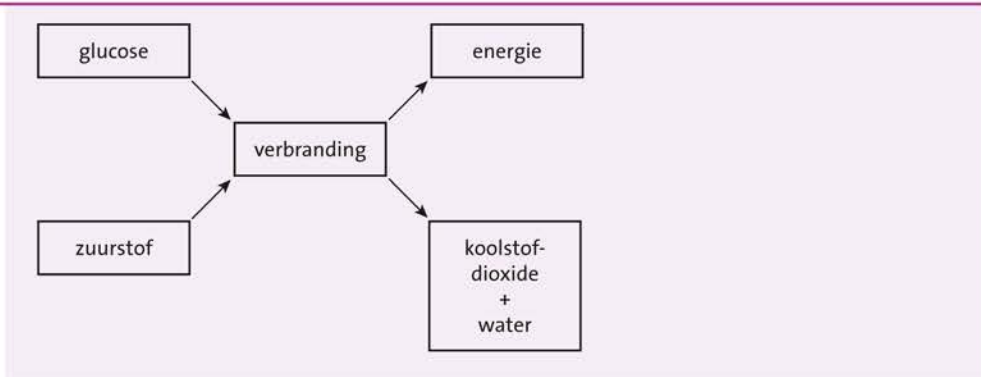 glucose
energie
verbranding
zuurstof
koolstof-
dioxide
+
water